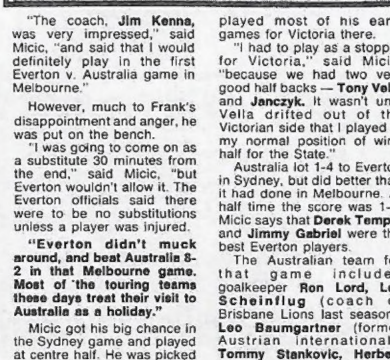 "The coach, Jim Kenna,
was very impressed," said
Micic, "and said that I would
definitely play in the first
Everton v. Australia game in
Melbourne."
However, much to Frank's
disappointment and anger, he
was put on the bench.
"I was going to come on as
a substitute 30 minutes from
the end," said Micic, "but
Everton wouldn't allow it. The
Everton officials said there
were to be no substitutions
unless a player was injured.
"Everton didn't muck
around, and beat Australia 8-
2 in that Melbourne game.
Most of the touring teams
these days treat their visit to
Australia as a holiday."
Micic got his big chance in
the Sydney game and played
at centre half. He was picked
played most of his ear
games for Victoria there.
"I had to play as a stopp
for Victoria," said Mici
"because we had two ve
good half backs — Tony Vel
and Janczyk. It wasn't un
Vella drifted out of th
Victorian side that I played
my normal position of win
half for the State."
Australia lot 1-4 to Everto
in Sydney, but did better tha
it had done in Melbourne.
half time the score was 1-
Micic says that Derek Temp
and Jimmy Gabriel were th
best Everton players.
The Australian team fo
that game include
goalkeeper Ron Lord, Le
Scheinflug (coach
Brisbane Lions last season
Leo Baumgartner (forme
Austrian international
Tommy Stankovic, Herb